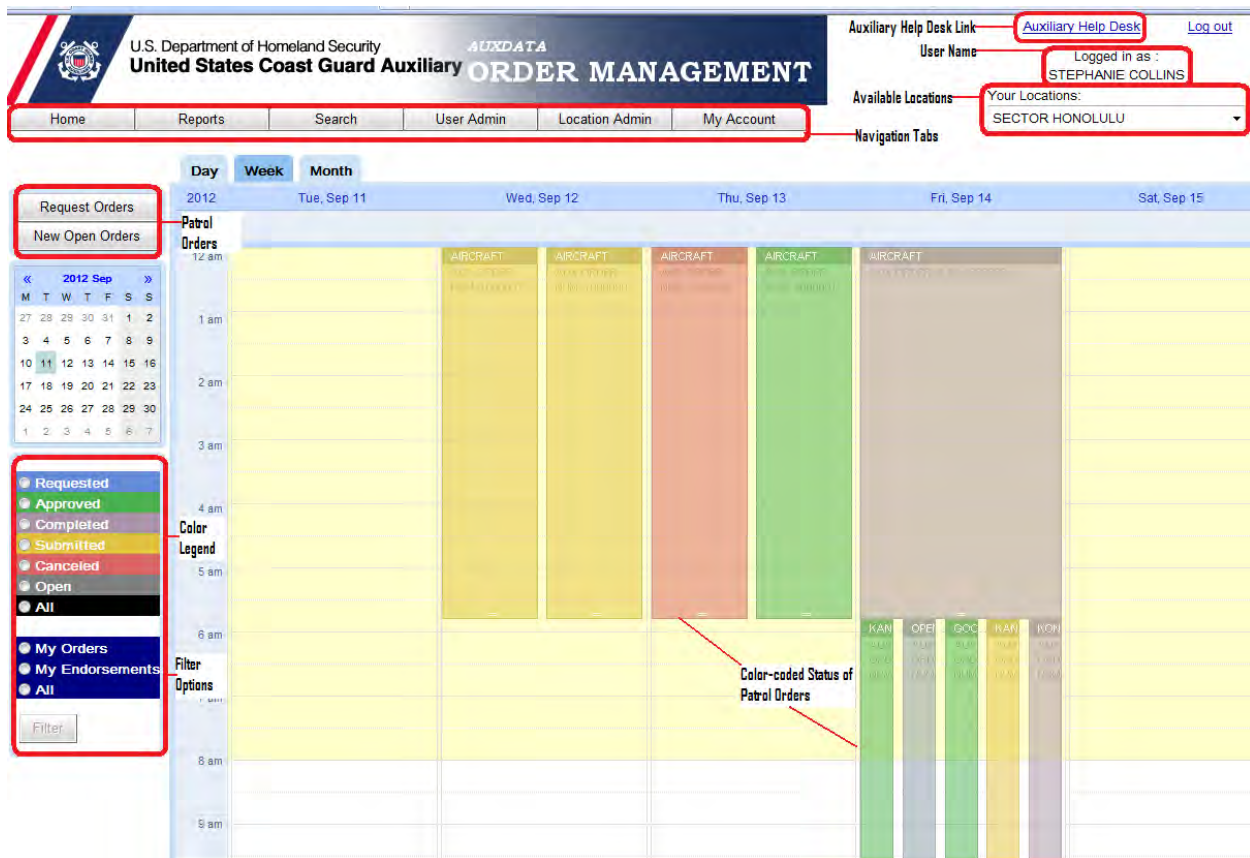 Auxiliary Help Desk Link
Auxiliary Help Desk
Log out
U.S. Department of Homeland Security
United States Coast Guard Auxiliary
AUXDATA
ORDER MANAGEMENT
User Name
Logged in as :
STEPHANIE COLLINS
Available Locations
Your Locations:
SECTOR HONOLULU
Home Reports Search User Admin Location Admin My Account
Navigation Tabs
Day Week Month
2012 Tue, Sep 11 Wed, Sep 12 Thu, Sep 13 Fri, Sep 14 Sat, Sep 15
Request Orders
New Open Orders
Patrol
Orders
« 2012 Sep »
M T W T F S S
27 28 29 30 31 1 2
3 4 5 6 7 8 9
10 11 12 13 14 15 16
17 18 19 20 21 22 23
24 25 26 27 28 29 30
1 2 3 4 5 6 7
12 am
AIRCRAFT AIRCRAFT AIRCRAFT AIRCRAFT AIRCRAFT
1 am
2 am
3 am
4 am
5 am
6 am
8 am
9 am
Requested
Approved
Completed
Submitted
Canceled
Open
All
Color
Legend
My Orders
My Endorsements
All
Filter
Options
Filter
KAN OPE KAN KON
Color-coded Status of
Patrol Orders